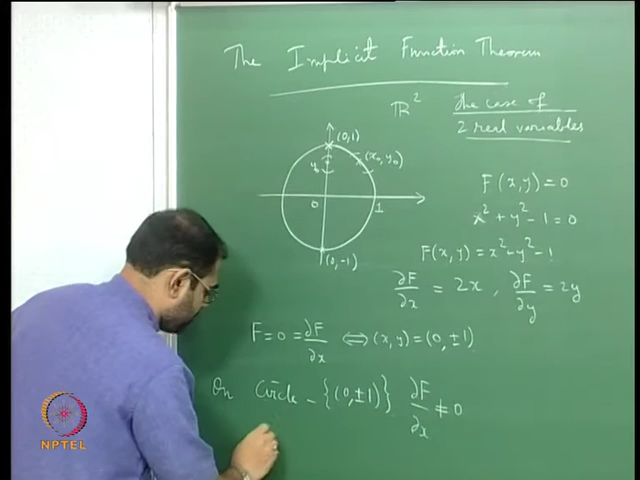 The Implicit Function Theorem
ℝ²
The case of
2 real variables
(0,1)
(x₀, y₀)
y₀
0
1
(0,-1)
F(x,y)=0
x²+y²-1=0
F(x,y)=x²-y²-1
∂F/∂x = 2x, ∂F/∂y = 2y
F=0=∂F/∂x ⟺ (x,y)=(0,±1)
On Circle - {(0,±1)} ∂F/∂x ≠ 0
NPTEL